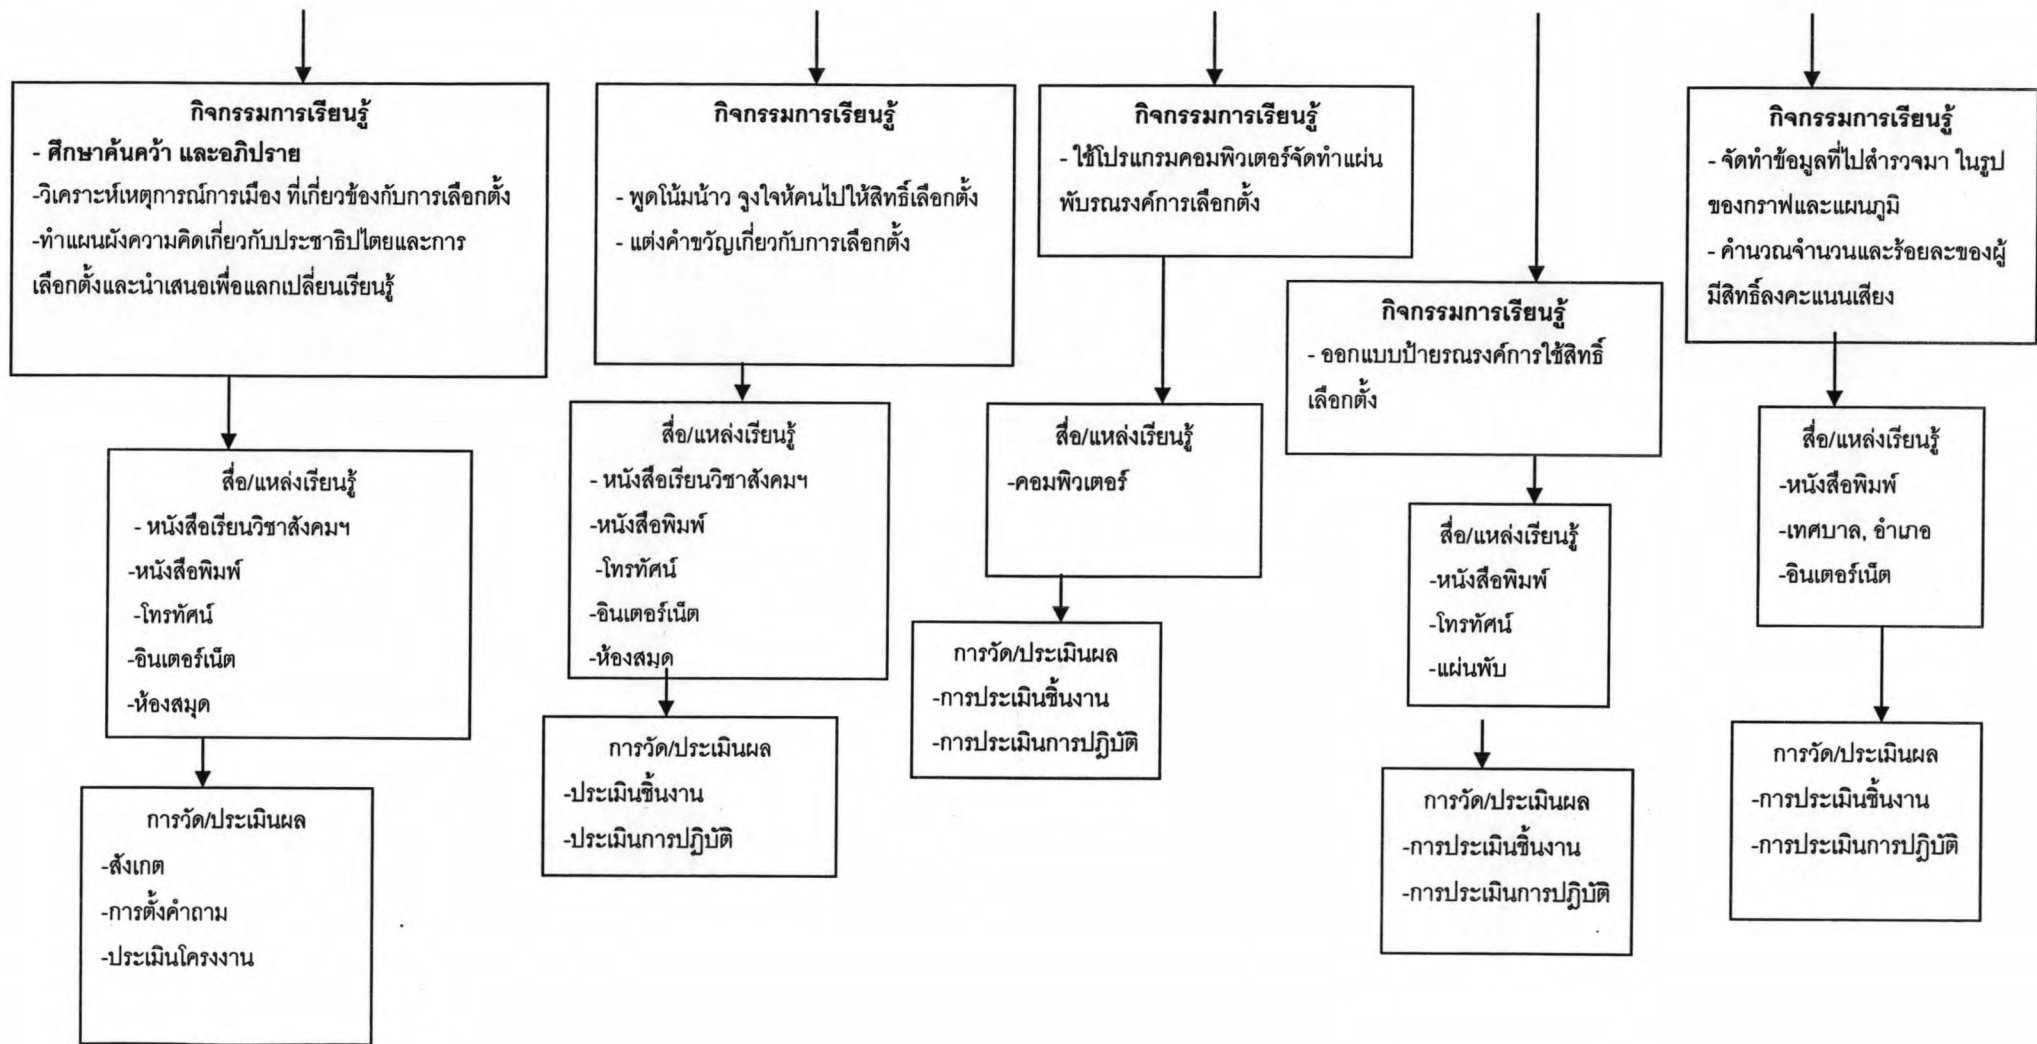 กิจกรรมการเรียนรู้
- ศึกษาค้นคว้า และอภิปราย
-วิเคราะห์เหตุการณ์การเมือง ที่เกี่ยวข้องกับการเลือกตั้ง
-ทำแผนผังความคิดเกี่ยวกับประชาธิปไตยและการ
เลือกตั้งและนำเสนอเพื่อแลกเปลี่ยนเรียนรู้
สื่อ/แหล่งเรียนรู้
- หนังสือเรียนวิชาสังคมฯ
-หนังสือพิมพ์
-โทรทัศน์
-อินเตอร์เน็ต
-ห้องสมุด
การวัด/ประเมินผล
-สังเกต
-การตั้งคำถาม
-ประเมินโครงงาน
กิจกรรมการเรียนรู้
- พูดโน้มน้าว จูงใจห้คนไปให้สิทธิ์เลือกตั้ง
- แต่งคำขวัญเกี่ยวกับการเลือกตั้ง
สื่อ/แหล่งเรียนรู้
- หนังสือเรียนวิชาสังคมฯ
-หนังสือพิมพ์
-โทรทัศน์
-อินเตอร์เน็ต
-ห้องสมุด
การวัด/ประเมินผล
-ประเมินชิ้นงาน
-ประเมินการปฏิบัติ
กิจกรรมการเรียนรู้
- ใช้โปรแกรมคอมพิวเตอร์จัดทำแผ่น
พับรณรงค์การเลือกตั้ง
สื่อ/แหล่งเรียนรู้
-คอมพิวเตอร์
การวัด/ประเมินผล
-การประเมินชิ้นงาน
-การประเมินการปฏิบัติ
กิจกรรมการเรียนรู้
- ออกแบบป้ายรณรงค์การใช้สิทธิ์
เลือกตั้ง
สื่อ/แหล่งเรียนรู้
-หนังสือพิมพ์
-โทรทัศน์
-แผ่นพับ
การวัด/ประเมินผล
-การประเมินชิ้นงาน
-การประเมินการปฏิบัติ
กิจกรรมการเรียนรู้
- จัดทำข้อมูลที่ไปสำรวจมา ในรูป
ของกราฟและแผนภูมิ
- คำนวณจำนวนและร้อยละของผู้
มีสิทธิ์ลงคะแนนเสียง
สื่อ/แหล่งเรียนรู้
-หนังสือพิมพ์
-เทศบาล, อำเภอ
-อินเตอร์เน็ต
การวัด/ประเมินผล
-การประเมินชิ้นงาน
-การประเมินการปฏิบัติ